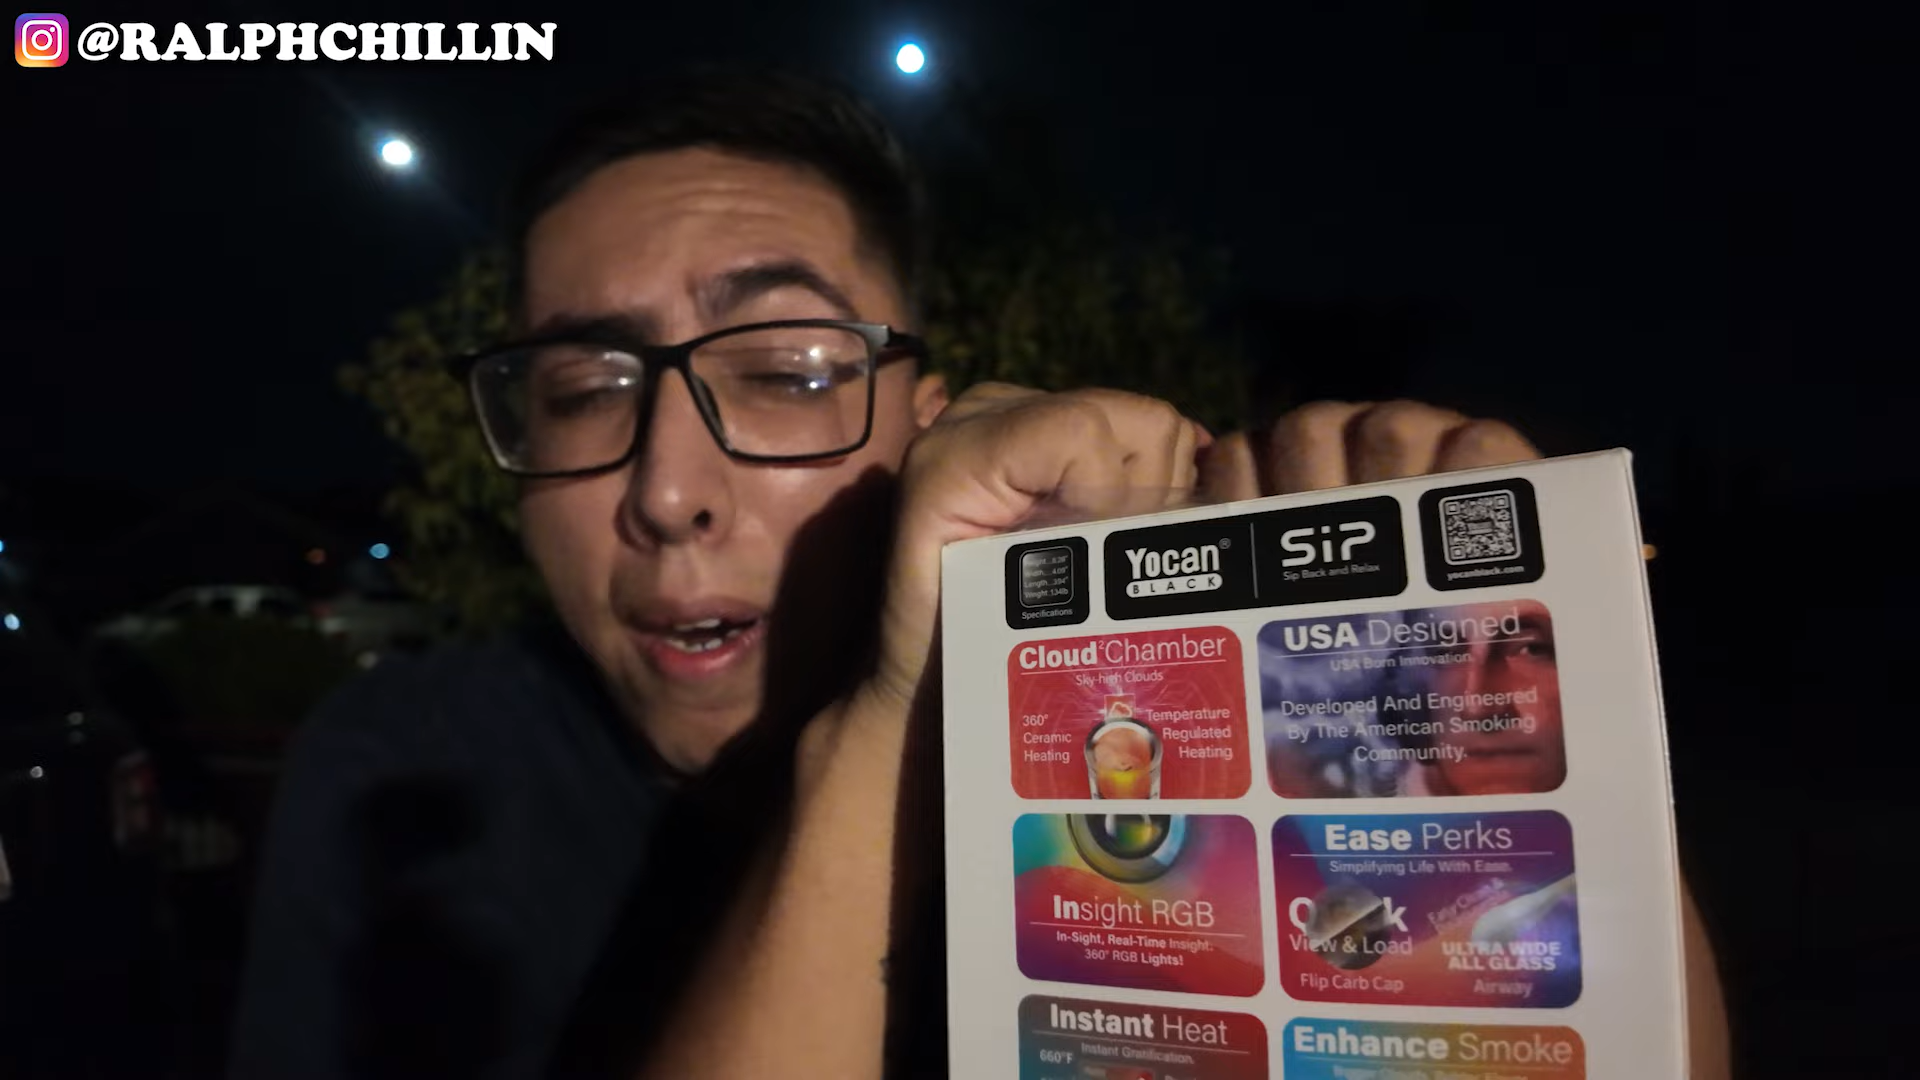 @RALPHCHILLIN
Specifications
Yocan®
BLACK
SiP
Sip Back and Relax
yocanblack.com
Cloud² Chamber
Sky-high Clouds
360°
Ceramic
Heating
Temperature
Regulated
Heating
USA Designed
USA Born Innovation.
Developed And Engineered
By The American Smoking
Community.
Insight RGB
In-Sight, Real-Time Insight.
360° RGB Lights!
Ease Perks
Simplifying Life With Ease.
View & Load
Flip Carb Cap
ULTRA WIDE
ALL GLASS
Airway
Instant Heat
Instant Gratification.
660°F
Enhance Smoke